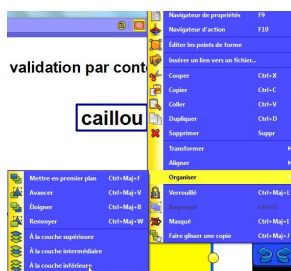 Navigateur de propriétés F9
Navigateur d'action F10
Éditer les points de forme
Insérer un lien vers un fichier...
validation par cont
Couper Ctrl+X
Copier Ctrl+C
Coller Ctrl+V
Dupliquer Ctrl+D
caillou
Supprimer Suppr
Transformer
Aligner
Organiser
Mettre en premier plan Ctrl+Maj+F
Verrouillé Ctrl+Maj+L
Avancer Ctrl+Maj+V
Éloigner Ctrl+Maj+B
Masqué Ctrl+Maj+I
Renvoyer Ctrl+Maj+W
Faire glisser une copie Ctrl+Maj+J
À la couche supérieure
À la couche intermédiaire
À la couche inférieure